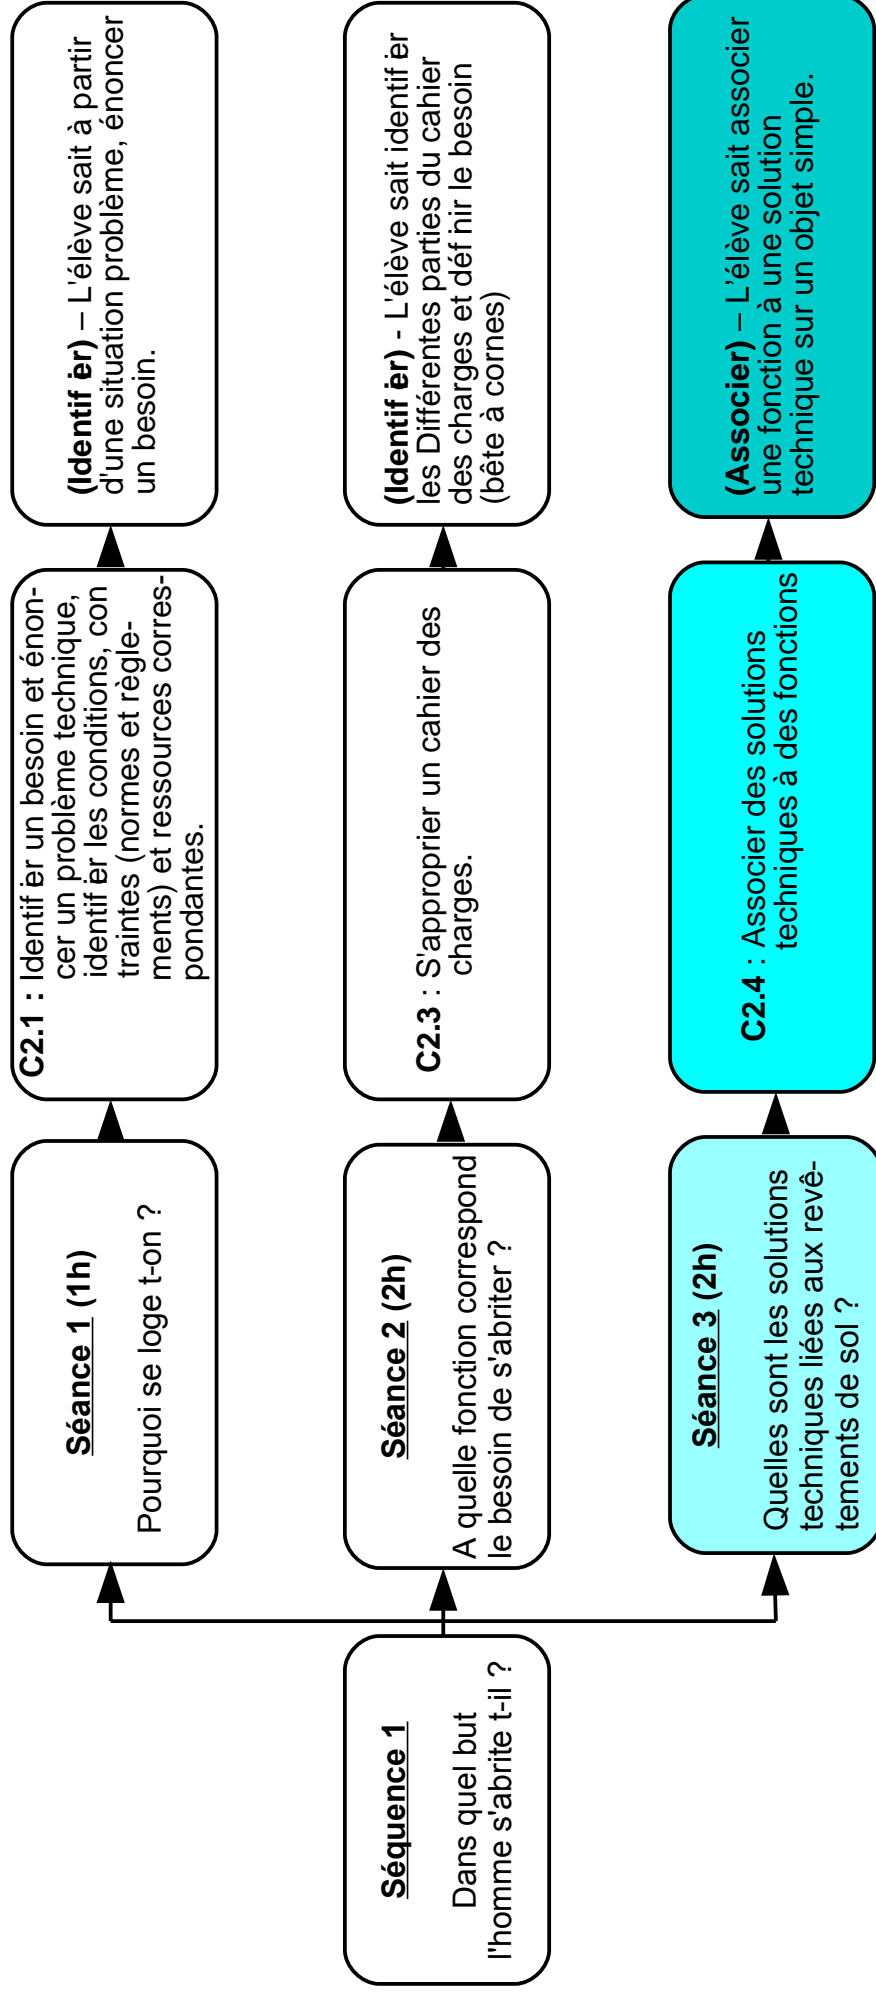 Séquence 1
Dans quel but
l'homme s'abrite t-il ?
Séance 1 (1h)
Pourquoi se loge t-on ?
C2.1 : Identifier un besoin et énon-
cer un problème technique,
identifier les conditions, con
traintes (normes et règle-
ments) et ressources corres-
pondantes.
(Identifier) – L'élève sait à partir
d'une situation problème, énoncer
un besoin.
Séance 2 (2h)
A quelle fonction correspond
le besoin de s'abriter ?
C2.3 : S'approprier un cahier des
charges.
(Identifier) - L'élève sait identifier
les Différentes parties du cahier
des charges et définir le besoin
(bête à cornes)
Séance 3 (2h)
Quelles sont les solutions
techniques liées aux revê-
tements de sol ?
C2.4 : Associer des solutions
techniques à des fonctions
(Associer) – L'élève sait associer
une fonction à une solution
technique sur un objet simple.